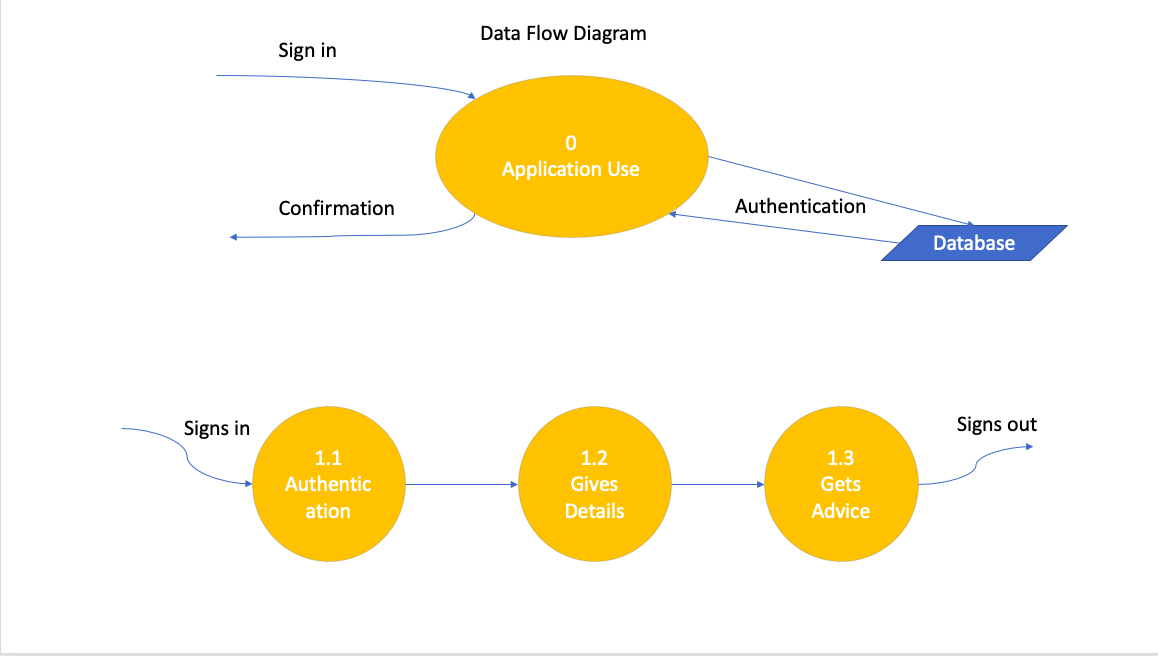 Data Flow Diagram
Sign in
0
Application Use
Confirmation
Authentication
Database
Signs in
1.1
Authentic
ation
1.2
Gives
Details
1.3
Gets
Advice
Signs out